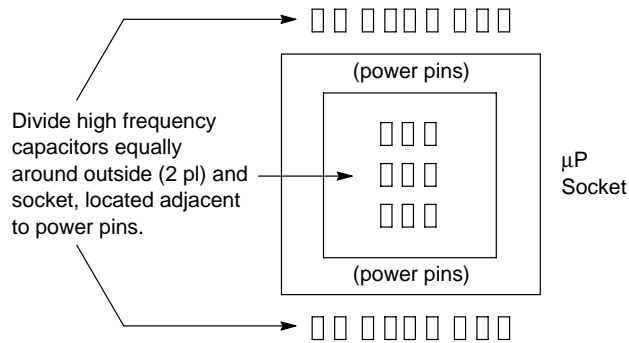 (power pins)
Divide high frequency
capacitors equally
around outside (2 pl) and
socket, located adjacent
to power pins.
μP
Socket
(power pins)